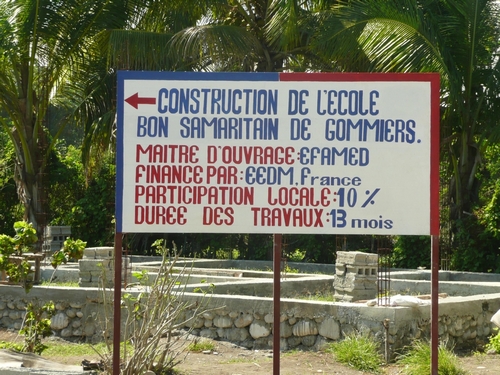 CONSTRUCTION DE L'ECOLE
BON SAMARITAIN DE GOMMIERS.
MAITRE D'OUVRAGE: EFAMED
FINANCE PAR: EEDM, France
PARTICIPATION LOCALE: 10 %
DUREE DES TRAVAUX: 13 mois